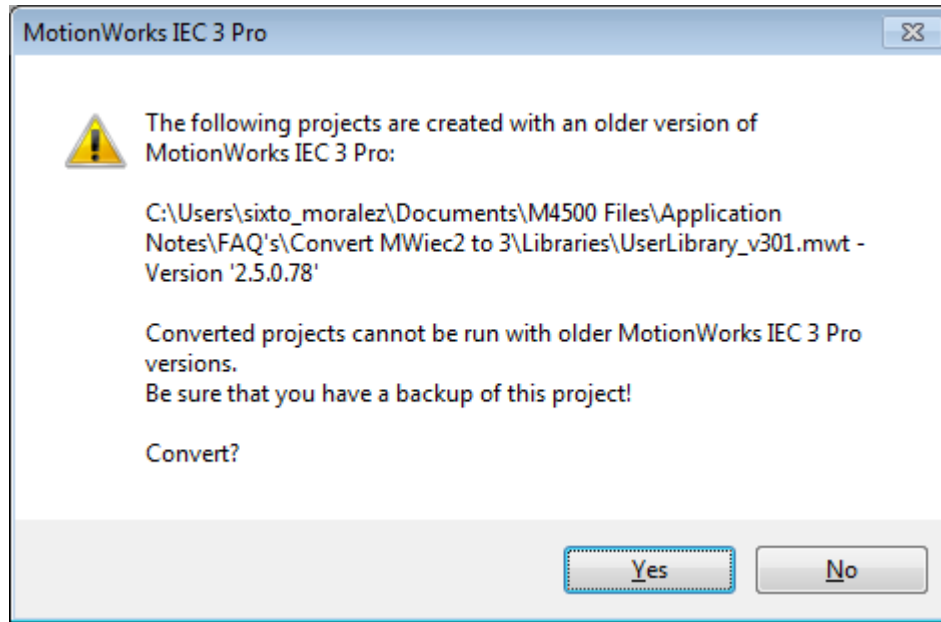 MotionWorks IEC 3 Pro
The following projects are created with an older version of
MotionWorks IEC 3 Pro:
C:\Users\sixto_moralez\Documents\M4500 Files\Application
Notes\FAQ's\Convert MWiec2 to 3\Libraries\UserLibrary_v301.mwt -
Version '2.5.0.78'
Converted projects cannot be run with older MotionWorks IEC 3 Pro
versions.
Be sure that you have a backup of this project!
Convert?
Yes
No